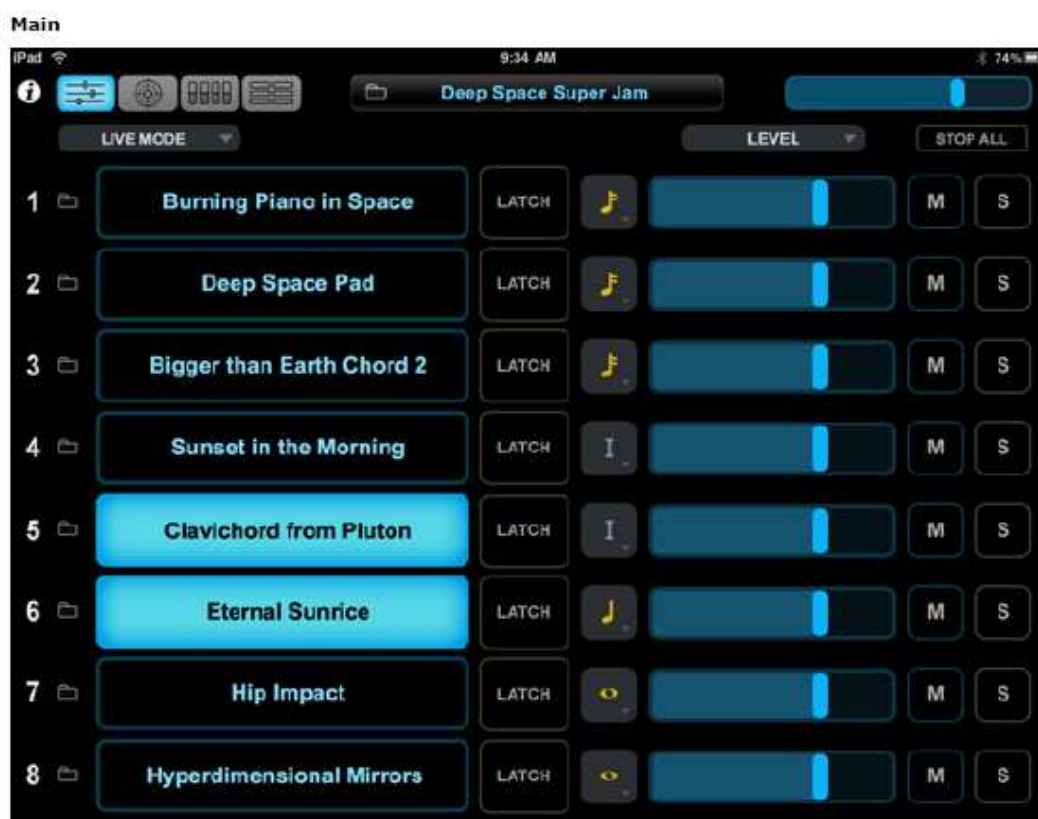 Main
iPad 9:34 AM 74%
i Deep Space Super Jam
LIVE MODE LEVEL STOP ALL
1 Burning Piano in Space LATCH M S
2 Deep Space Pad LATCH M S
3 Bigger than Earth Chord 2 LATCH M S
4 Sunset in the Morning LATCH I M S
5 Clavichord from Pluton LATCH I M S
6 Eternal Sunrice LATCH M S
7 Hip Impact LATCH M S
8 Hyperdimensional Mirrors LATCH M S